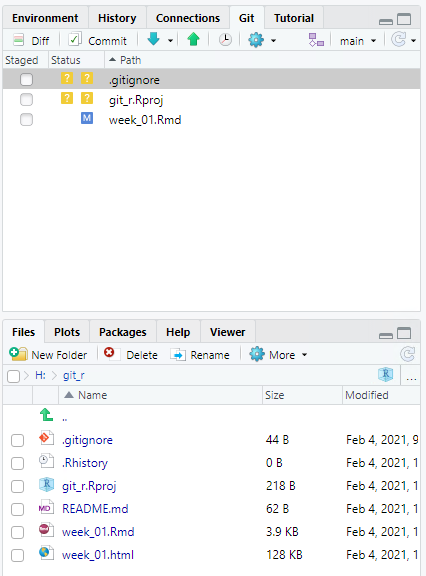 Environment History Connections Git Tutorial
Diff Commit main
Staged Status Path
? ? .gitignore
? ? git_r.Rproj
M week_01.Rmd
Files Plots Packages Help Viewer
New Folder Delete Rename More
H: git_r R ...
Name Size Modified
..
.gitignore 44 B Feb 4, 2021, 9
.Rhistory 0 B Feb 4, 2021, 1
R git_r.Rproj 218 B Feb 4, 2021, 1
MD README.md 62 B Feb 4, 2021, 1
week_01.Rmd 3.9 KB Feb 4, 2021, 1
week_01.html 128 KB Feb 4, 2021, 1